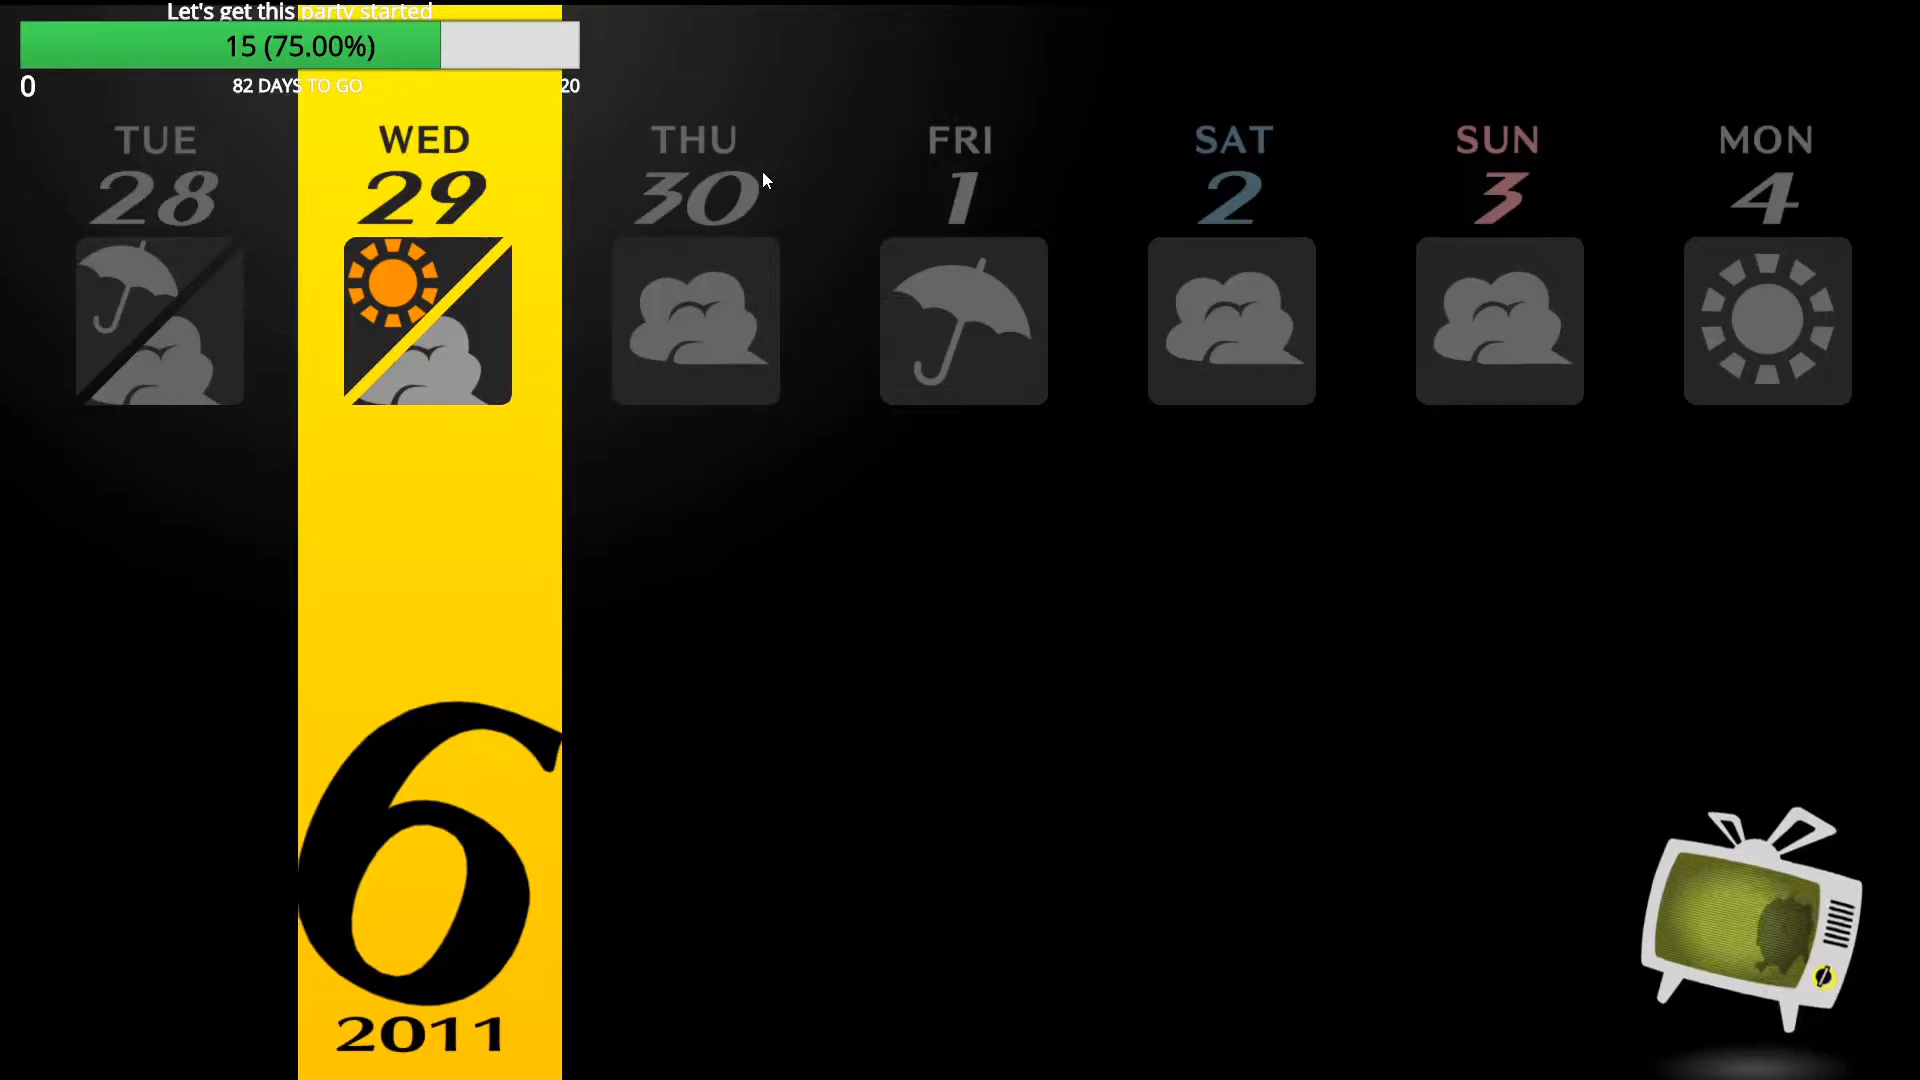 Let's get this party started
15 (75.00%)
0 82 DAYS TO GO 20
TUE WED THU FRI SAT SUN MON
28 29 30 1 2 3 4
6
2011